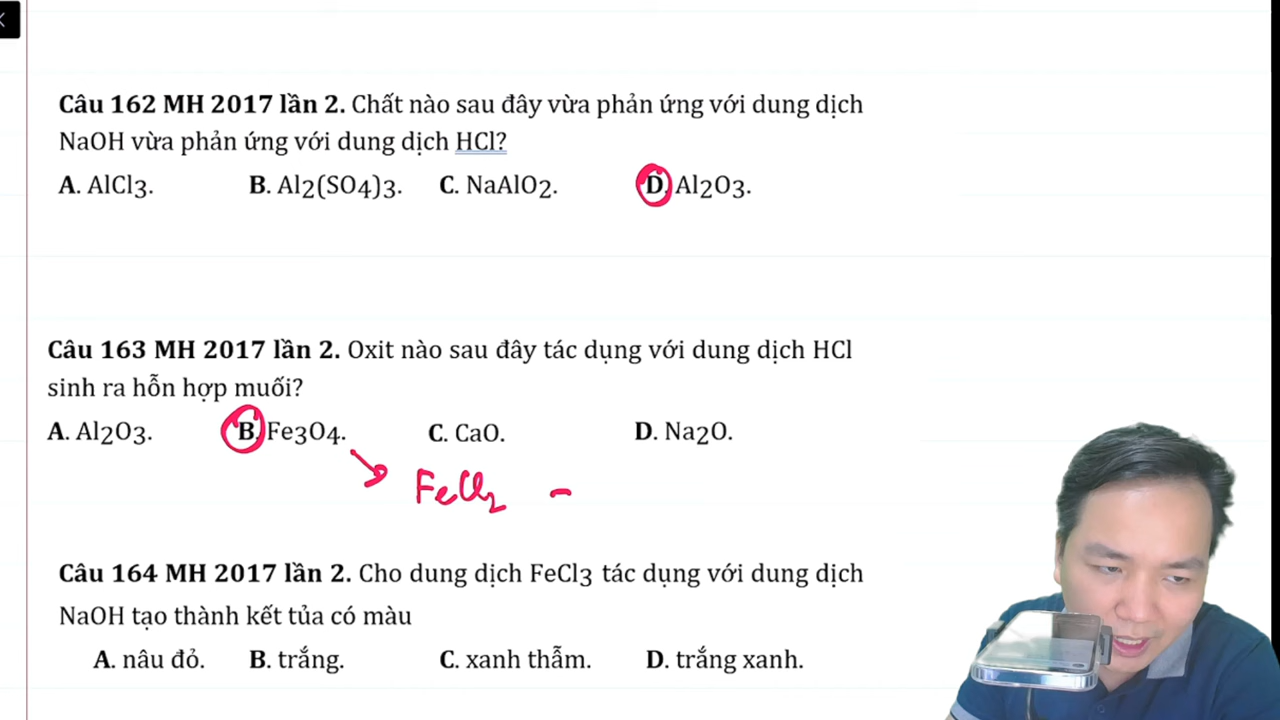 Câu 162 MH 2017 lần 2. Chất nào sau đây vừa phản ứng với dung dịch
NaOH vừa phản ứng với dung dịch HCl?
A. AlCl3. B. Al2(SO4)3. C. NaAlO2. D. Al2O3.
Câu 163 MH 2017 lần 2. Oxit nào sau đây tác dụng với dung dịch HCl
sinh ra hỗn hợp muối?
A. Al2O3. B. Fe3O4. C. CaO. D. Na2O.
FeCl2 -
Câu 164 MH 2017 lần 2. Cho dung dịch FeCl3 tác dụng với dung dịch
NaOH tạo thành kết tủa có màu
A. nâu đỏ. B. trắng. C. xanh thẫm. D. trắng xanh.